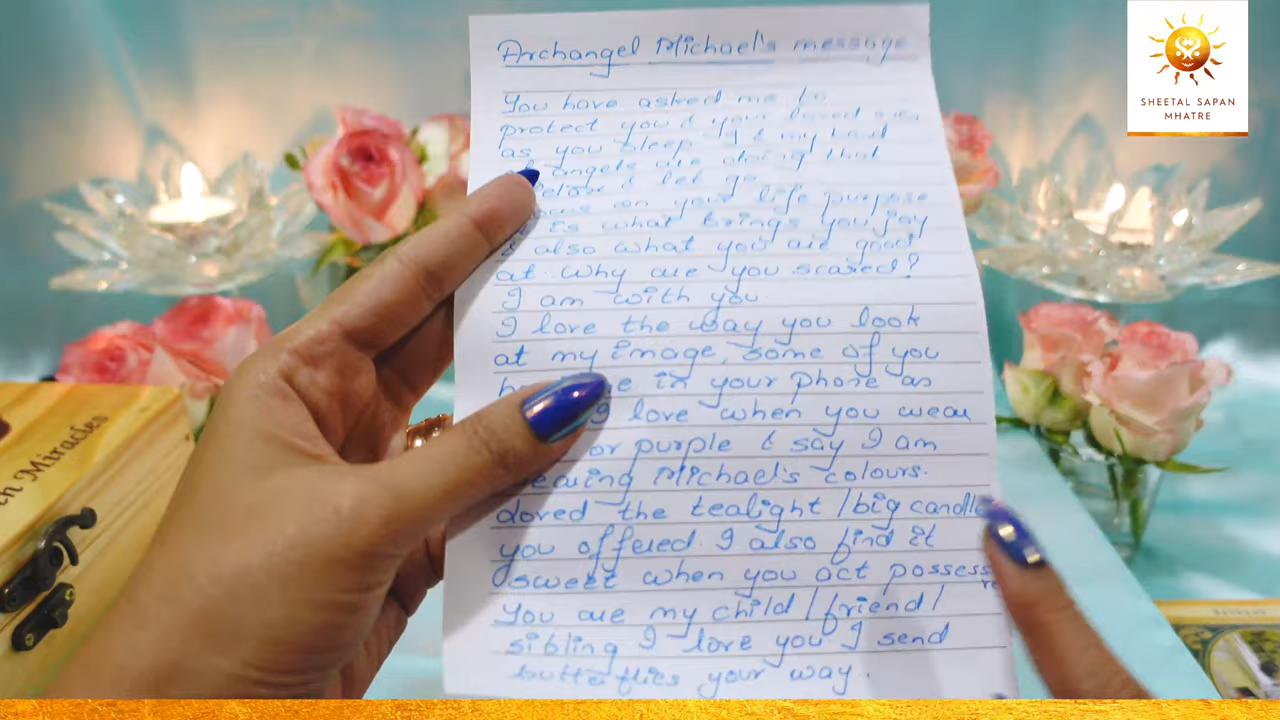 SHEETAL SAPAN
MHATRE
Archangel Michael's message
You have asked me to
protect you & your loved ones
as you sleep. I & my band
angels are doing that
let go
on your life purpose
is what brings you joy
& also what you are good
at. Why are you scared?
I am with you.
I love the way you look
at my image, some of you
in your phone as
I love when you wear
or purple & say I am
wearing Michael's colours.
loved the tealight / big candle
you offered. I also find it
sweet when you act possess
You are my child / friend /
sibling I love you. I send
butterflies your way.
Miracles